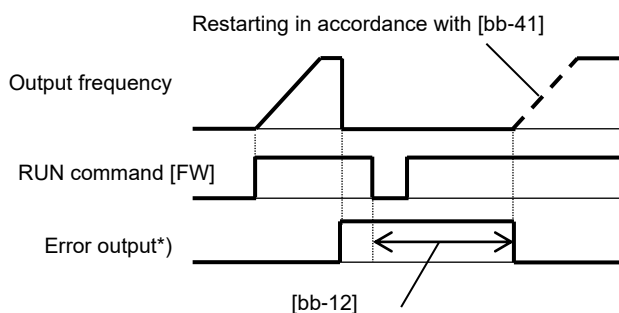 Restarting in accordance with [bb-41]
Output frequency
RUN command [FW]
Error output*)
[bb-12]